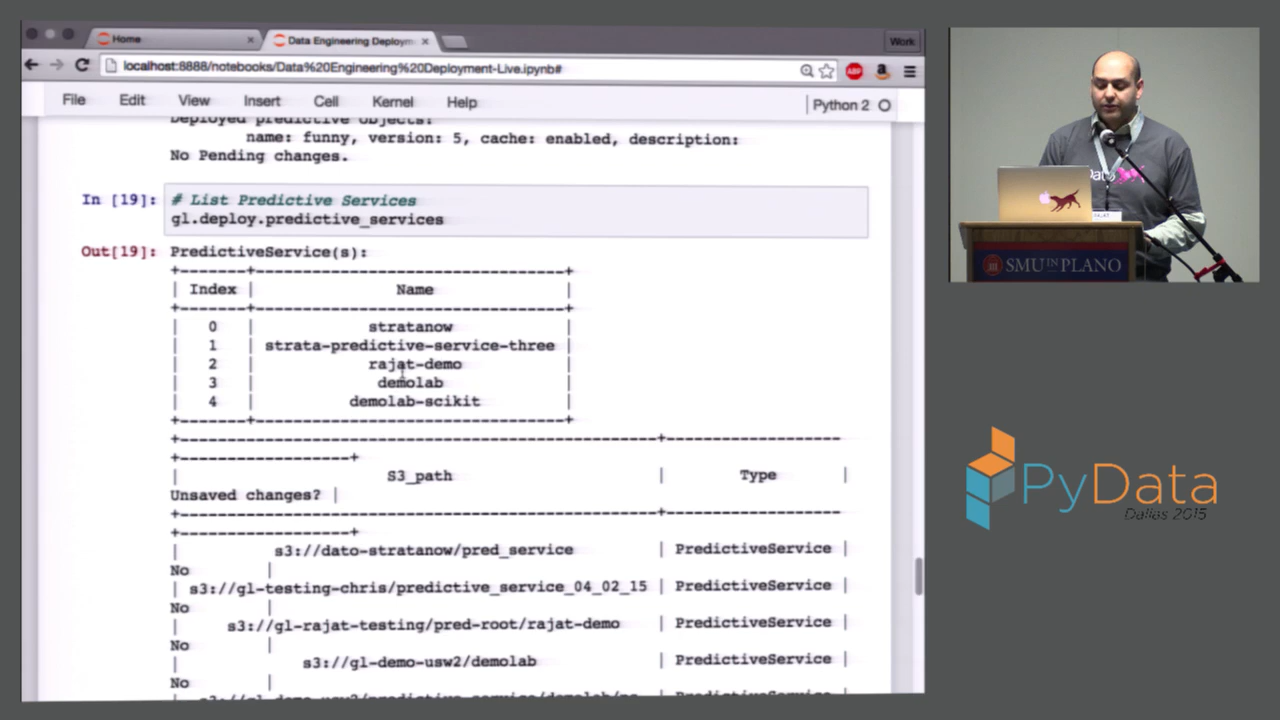 Home
Data Engineering Deploym
Work
localhost:8888/notebooks/Data%20Engineering%20Deployment-Live.ipynb#
ABP
File Edit View Insert Cell Kernel Help Python 2
Deployed predictive objects:
name: funny, version: 5, cache: enabled, description:
No Pending changes.
In [19]: # List Predictive Services
gl.deploy.predictive_services
Out[19]: PredictiveService(s):
+-------+------------------------------+
| Index | Name |
+-------+------------------------------+
| 0 | stratanow |
| 1 | strata-predictive-service-three |
| 2 | rajat-demo |
| 3 | demolab |
| 4 | demolab-scikit |
+-------+------------------------------+
+------------------------------------------------+-----------------
------------------+
| S3_path | Type |
Unsaved changes? |
+------------------------------------------------+-----------------
------------------+
| s3://dato-stratanow/pred_service | PredictiveService |
No |
| s3://gl-testing-chris/predictive_service_04_02_15 | PredictiveService |
No |
| s3://gl-rajat-testing/pred-root/rajat-demo | PredictiveService |
No |
| s3://gl-demo-usw2/demolab | PredictiveService |
No |
SMU IN PLANO
PyData
Dallas 2015